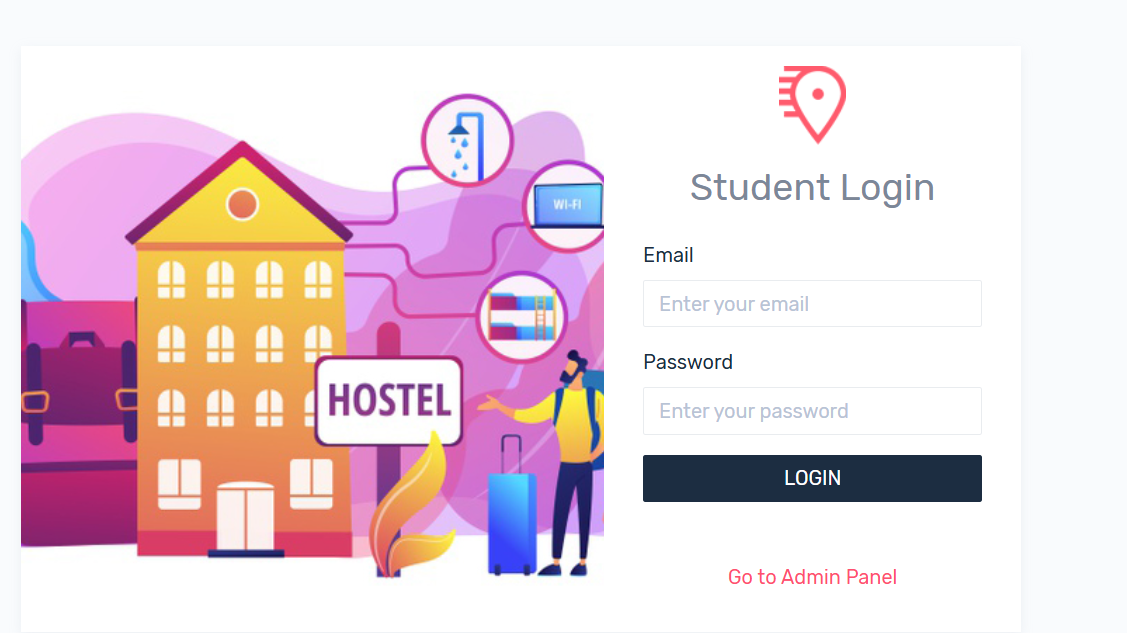 WI-FI
HOSTEL
Student Login
Email
Enter your email
Password
Enter your password
LOGIN
Go to Admin Panel